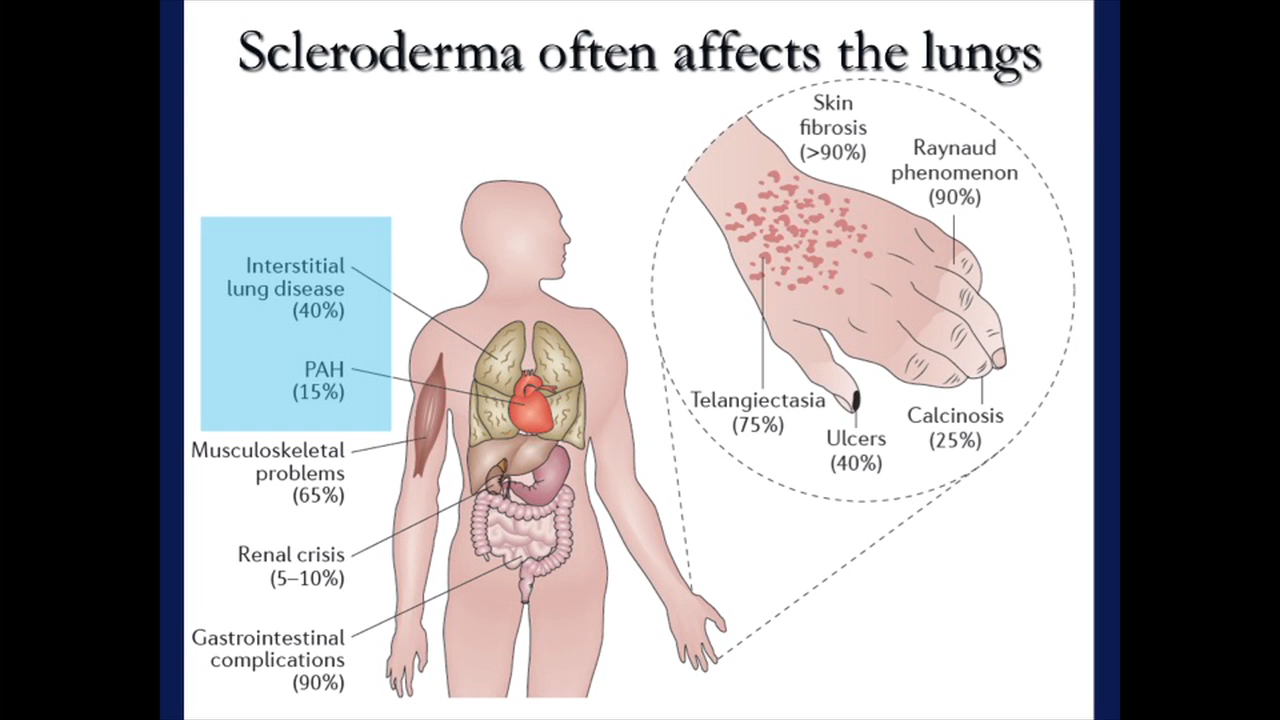 Scleroderma often affects the lungs
Skin
fibrosis
(>90%)
Raynaud
phenomenon
(90%)
Interstitial
lung disease
(40%)
PAH
(15%)
Musculoskeletal
problems
(65%)
Renal crisis
(5–10%)
Gastrointestinal
complications
(90%)
Telangiectasia
(75%)
Ulcers
(40%)
Calcinosis
(25%)